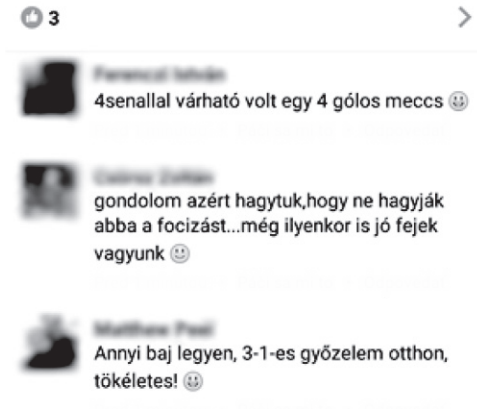 3
4senallal várható volt egy 4 gólos meccs
gondolom azért hagytuk,hogy ne hagyják
abba a focizást...még ilyenkor is jó fejek
vagyunk
Annyi baj legyen, 3-1-es győzelem otthon,
tökéletes!